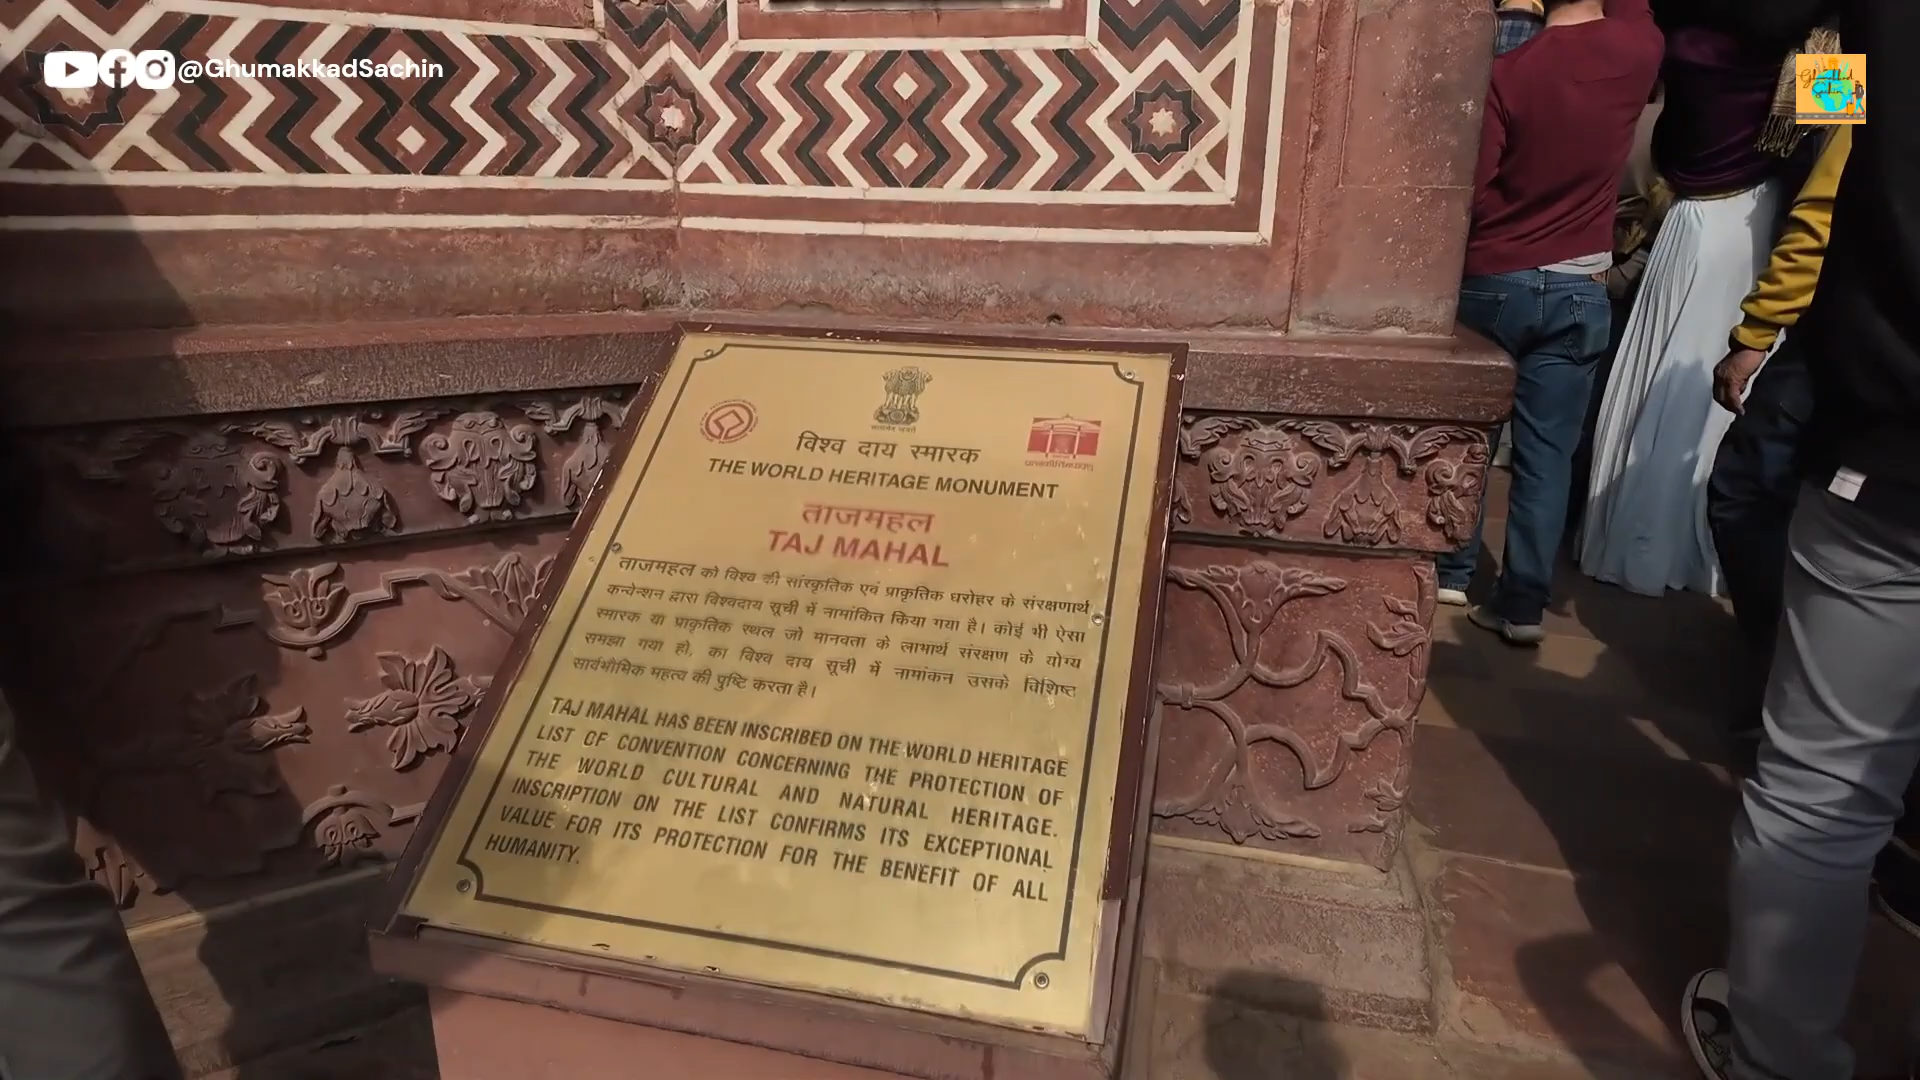 @GhumakkadSachin
विश्व दाय स्मारक
THE WORLD HERITAGE MONUMENT
ताजमहल
TAJ MAHAL
ताजमहल को विश्व की सांस्कृतिक एवं प्राकृतिक धरोहर के संरक्षणार्थ
कन्वेन्शन द्वारा विश्वदाय सूची में नामांकित किया गया है। कोई भी ऐसा
स्मारक या प्राकृतिक स्थल जो मानवता के लाभार्थ संरक्षण के योग्य
समझा गया हो, का विश्व दाय सूची में नामांकन उसके विशिष्ट
सार्वभौमिक महत्व की पुष्टि करता है।
TAJ MAHAL HAS BEEN INSCRIBED ON THE WORLD HERITAGE
LIST OF CONVENTION CONCERNING THE PROTECTION OF
THE WORLD CULTURAL AND NATURAL HERITAGE.
INSCRIPTION ON THE LIST CONFIRMS ITS EXCEPTIONAL
VALUE FOR ITS PROTECTION FOR THE BENEFIT OF ALL
HUMANITY.